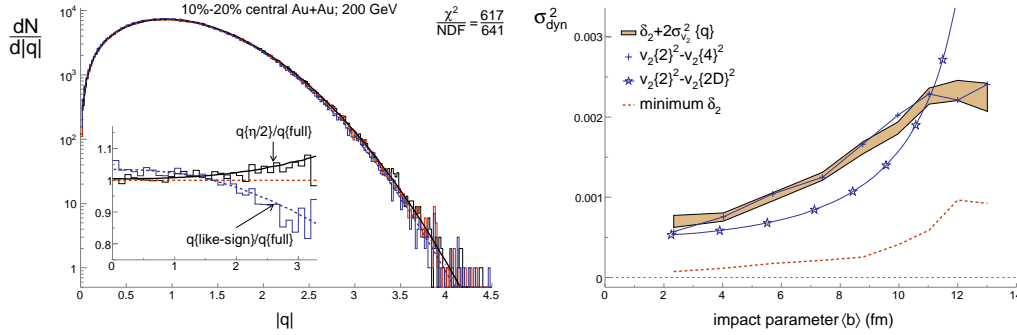 10%-20% central Au+Au; 200 GeV
dN
d|q|
χ²
NDF
=
617
641
10⁴
10³
10²
10
1
q{η/2}/q{full}
1.1
1
0.9
0.8
q{like-sign}/q{full}
0 1 2 3
0 0.5 1 1.5 2 2.5 3 3.5 4 4.5
|q|
σ²dyn
δ₂+2σ²v₂{q}
v₂{2}²-v₂{4}²
v₂{2}²-v₂{2D}²
minimum δ₂
0.003
0.002
0.001
0
0 2 4 6 8 10 12 14
impact parameter ⟨b⟩ (fm)